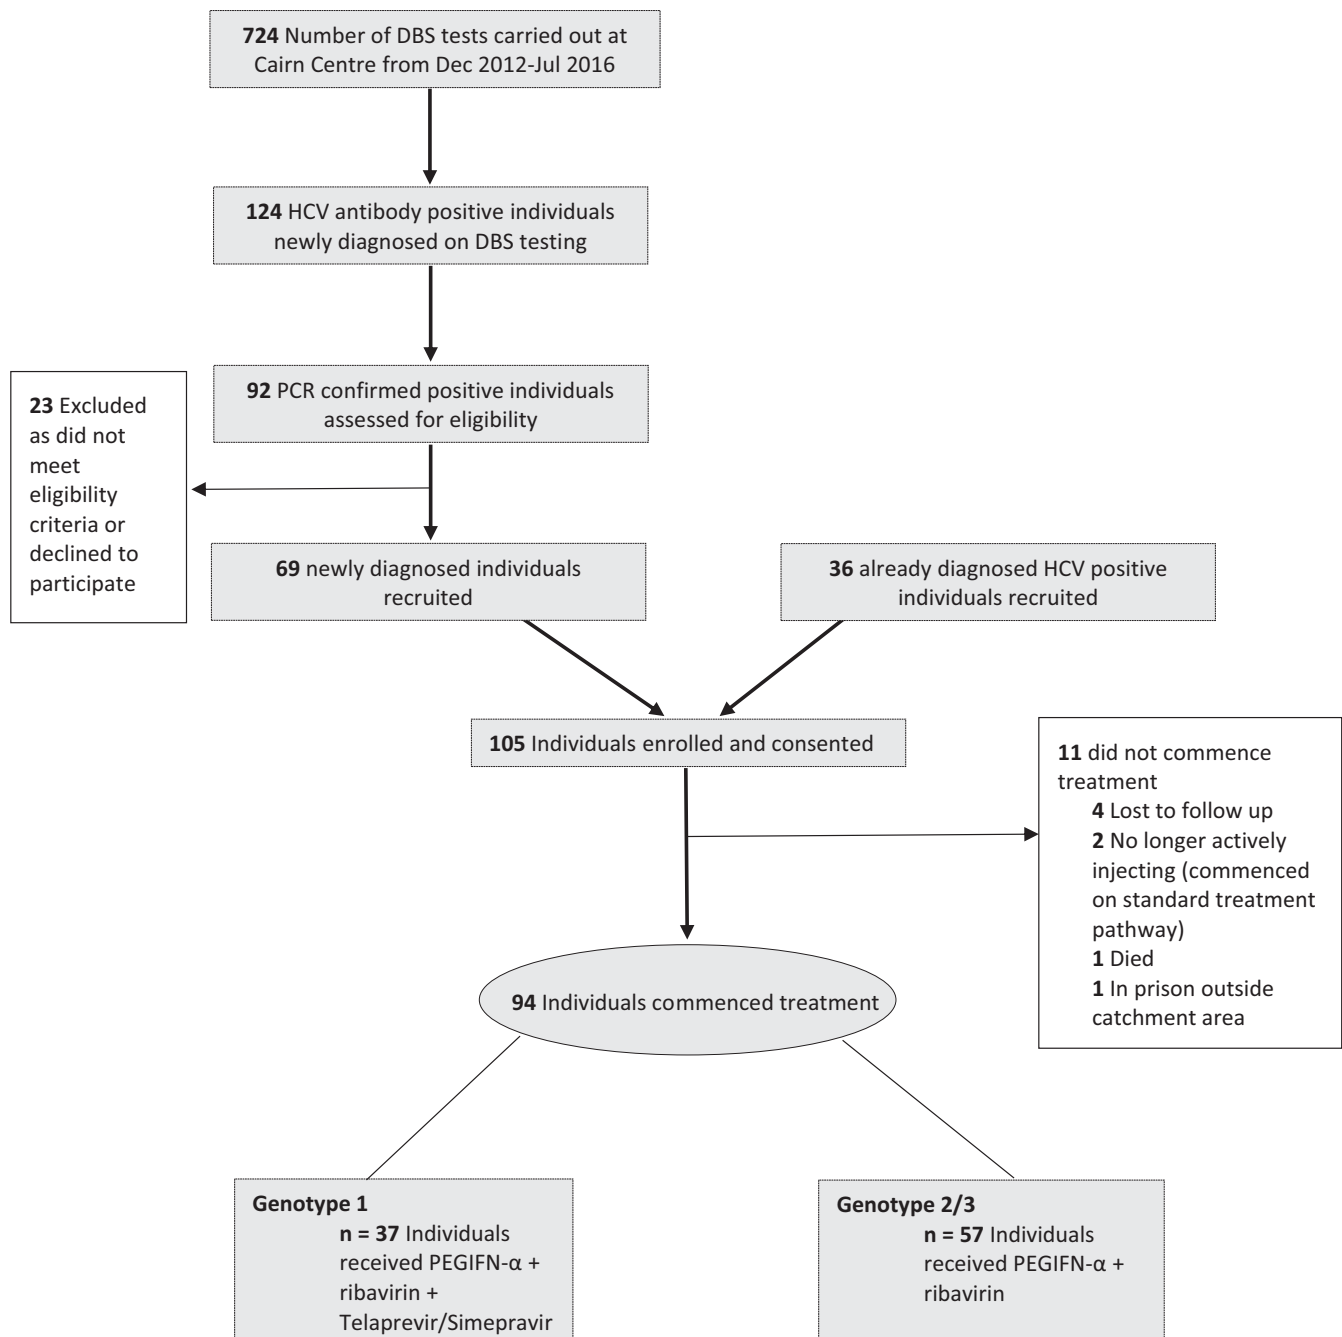 724 Number of DBS tests carried out at
Cairn Centre from Dec 2012-Jul 2016
124 HCV antibody positive individuals
newly diagnosed on DBS testing
92 PCR confirmed positive individuals
assessed for eligibility
23 Excluded
as did not
meet
eligibility
criteria or
declined to
participate
69 newly diagnosed individuals
recruited
36 already diagnosed HCV positive
individuals recruited
105 Individuals enrolled and consented
11 did not commence
treatment
4 Lost to follow up
2 No longer actively
injecting (commenced
on standard treatment
pathway)
1 Died
1 In prison outside
catchment area
94 Individuals commenced treatment
Genotype 1
n = 37 Individuals
received PEGIFN-α +
ribavirin +
Telaprevir/Simepravir
Genotype 2/3
n = 57 Individuals
received PEGIFN-α +
ribavirin